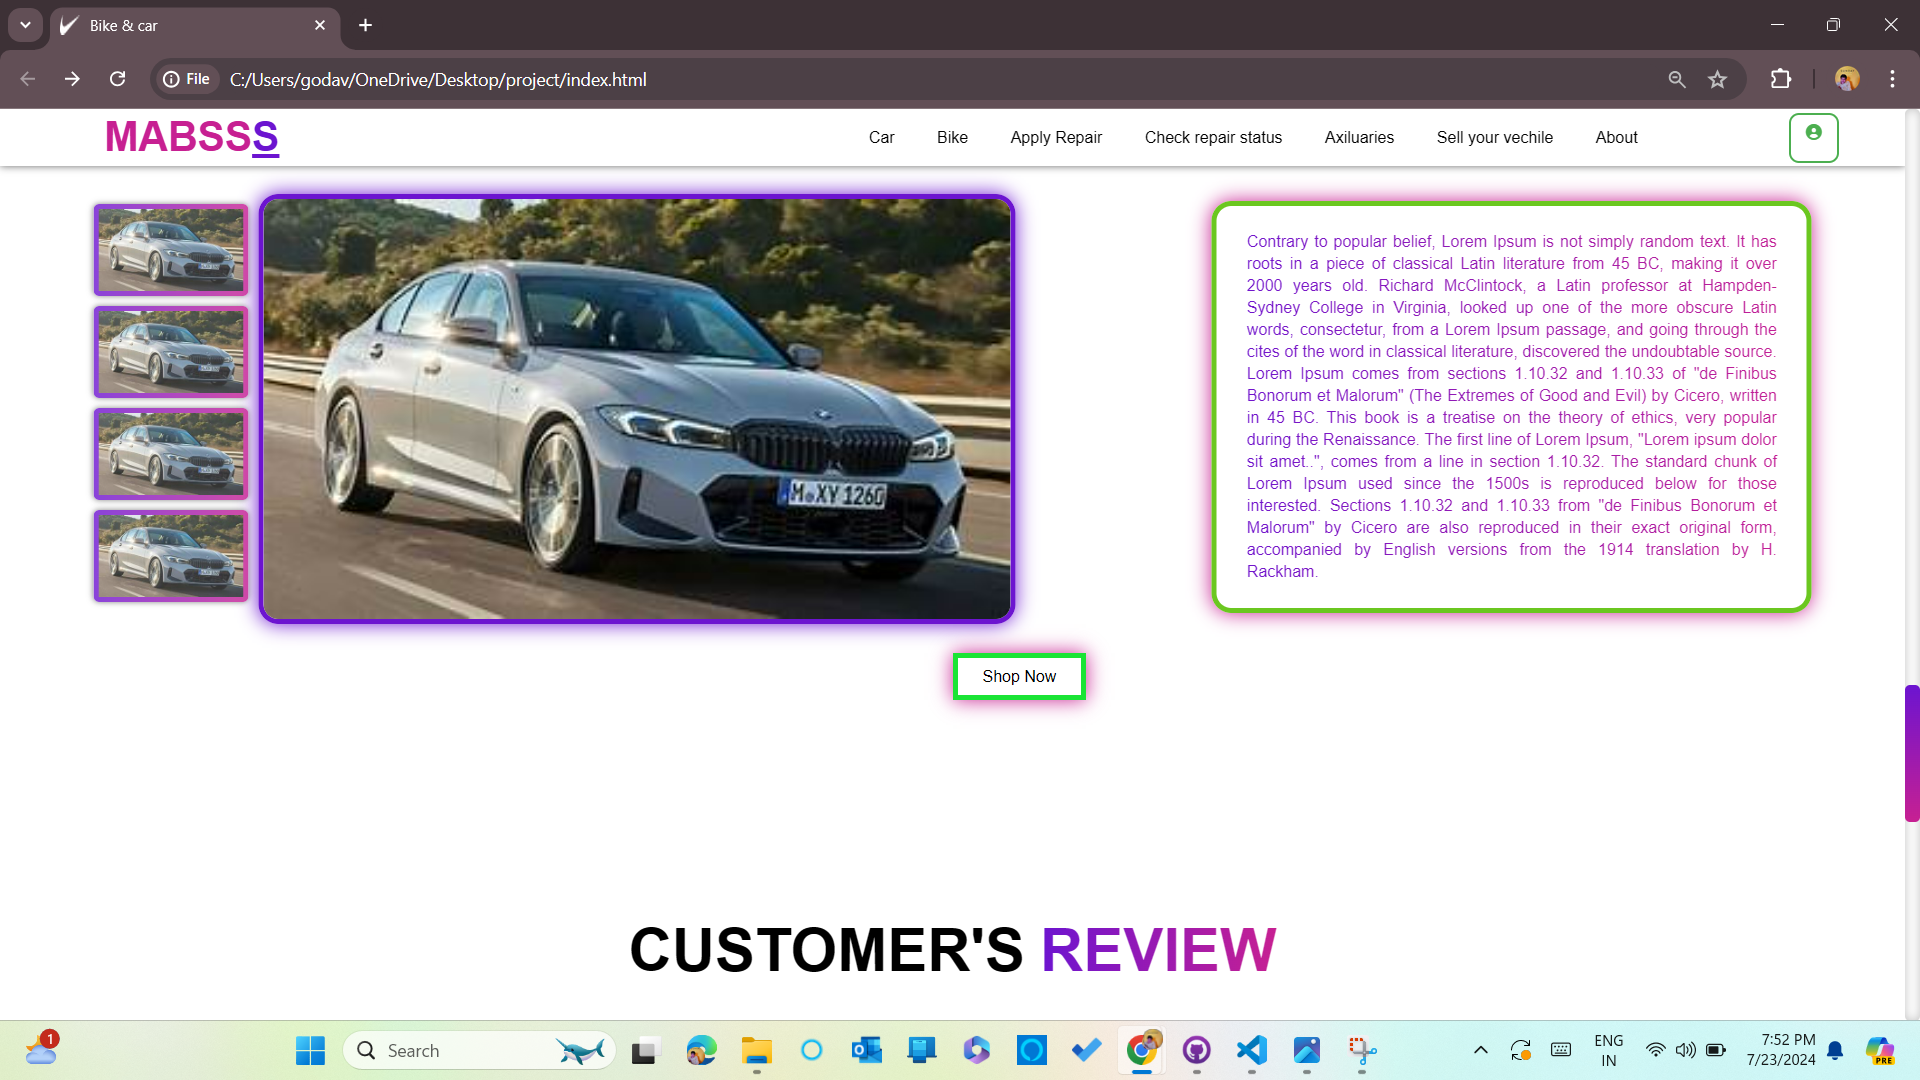 Bike & car
File C:/Users/godav/OneDrive/Desktop/project/index.html
MABSSS
Car Bike Apply Repair Check repair status Axiluaries Sell your vechile About
M XY 1260
Contrary to popular belief, Lorem Ipsum is not simply random text. It has
roots in a piece of classical Latin literature from 45 BC, making it over
2000 years old. Richard McClintock, a Latin professor at Hampden-
Sydney College in Virginia, looked up one of the more obscure Latin
words, consectetur, from a Lorem Ipsum passage, and going through the
cites of the word in classical literature, discovered the undoubtable source.
Lorem Ipsum comes from sections 1.10.32 and 1.10.33 of "de Finibus
Bonorum et Malorum" (The Extremes of Good and Evil) by Cicero, written
in 45 BC. This book is a treatise on the theory of ethics, very popular
during the Renaissance. The first line of Lorem Ipsum, "Lorem ipsum dolor
sit amet..", comes from a line in section 1.10.32. The standard chunk of
Lorem Ipsum used since the 1500s is reproduced below for those
interested. Sections 1.10.32 and 1.10.33 from "de Finibus Bonorum et
Malorum" by Cicero are also reproduced in their exact original form,
accompanied by English versions from the 1914 translation by H.
Rackham.
Shop Now
CUSTOMER'S REVIEW
1
Search
ENG
IN
7:52 PM
7/23/2024
PRE